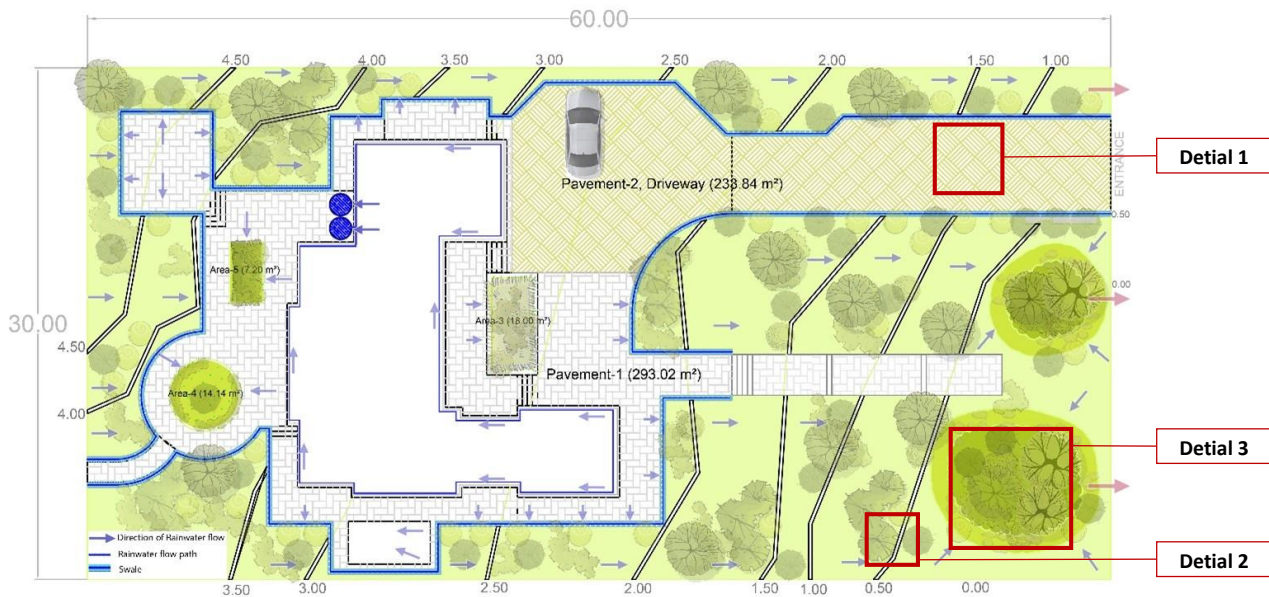 60.00
4.50
4.00
3.50
3.00
2.50
2.00
1.50
1.00
Detial 1
ENTRANCE
Pavement-2, Driveway (233.84 m²)
0.50
Area-5 (7.20 m²)
0.00
30.00
Area-3 (18.00 m²)
4.50
Pavement-1 (293.02 m²)
Area-4 (14.14 m²)
4.00
Detial 3
Direction of Rainwater flow
Rainwater flow path
Swale
Detial 2
3.50
3.00
2.50
2.00
1.50
1.00
0.50
0.00